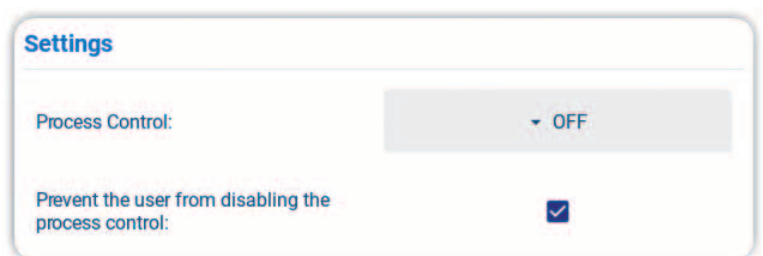 Settings
Process Control:
OFF
Prevent the user from disabling the
process control: